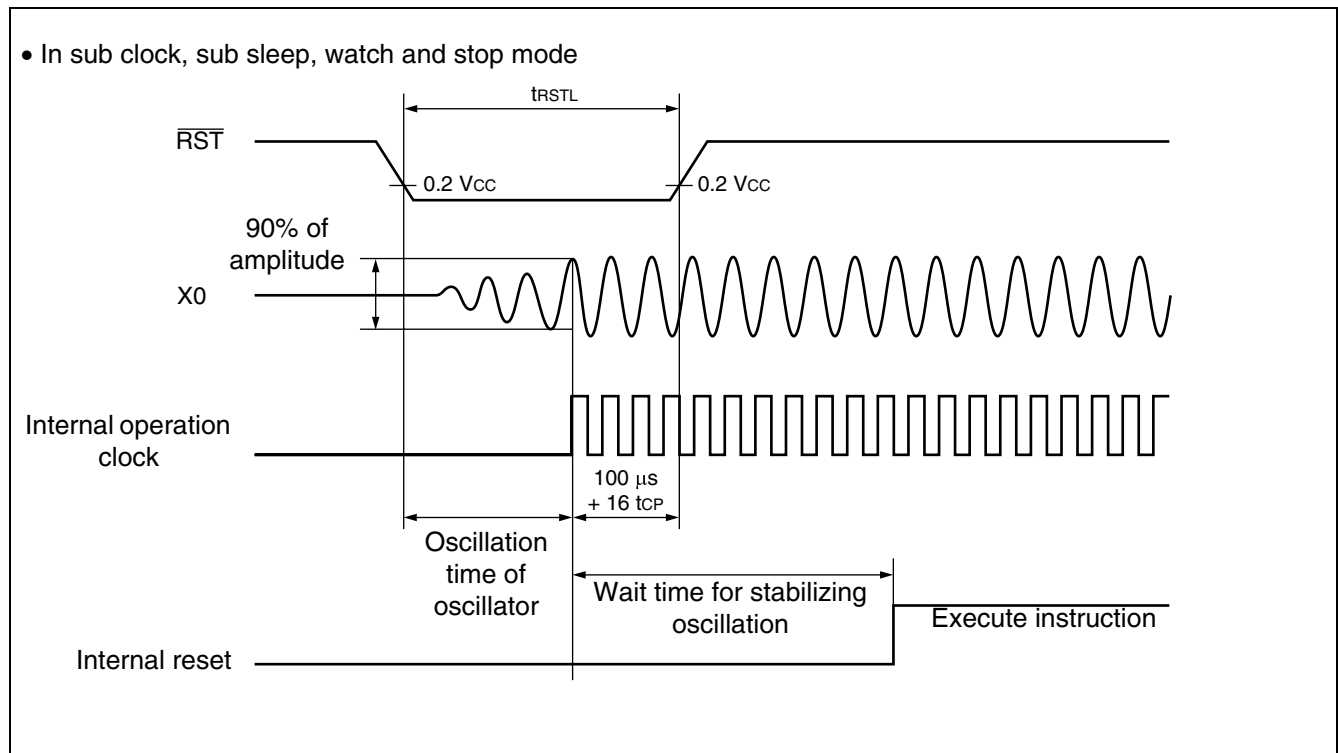 • In sub clock, sub sleep, watch and stop mode
tRSTL
RST
0.2 VCC
0.2 VCC
90% of
amplitude
X0
Internal operation
clock
100 μs
+ 16 tCP
Oscillation
time of
oscillator
Wait time for stabilizing
oscillation
Execute instruction
Internal reset